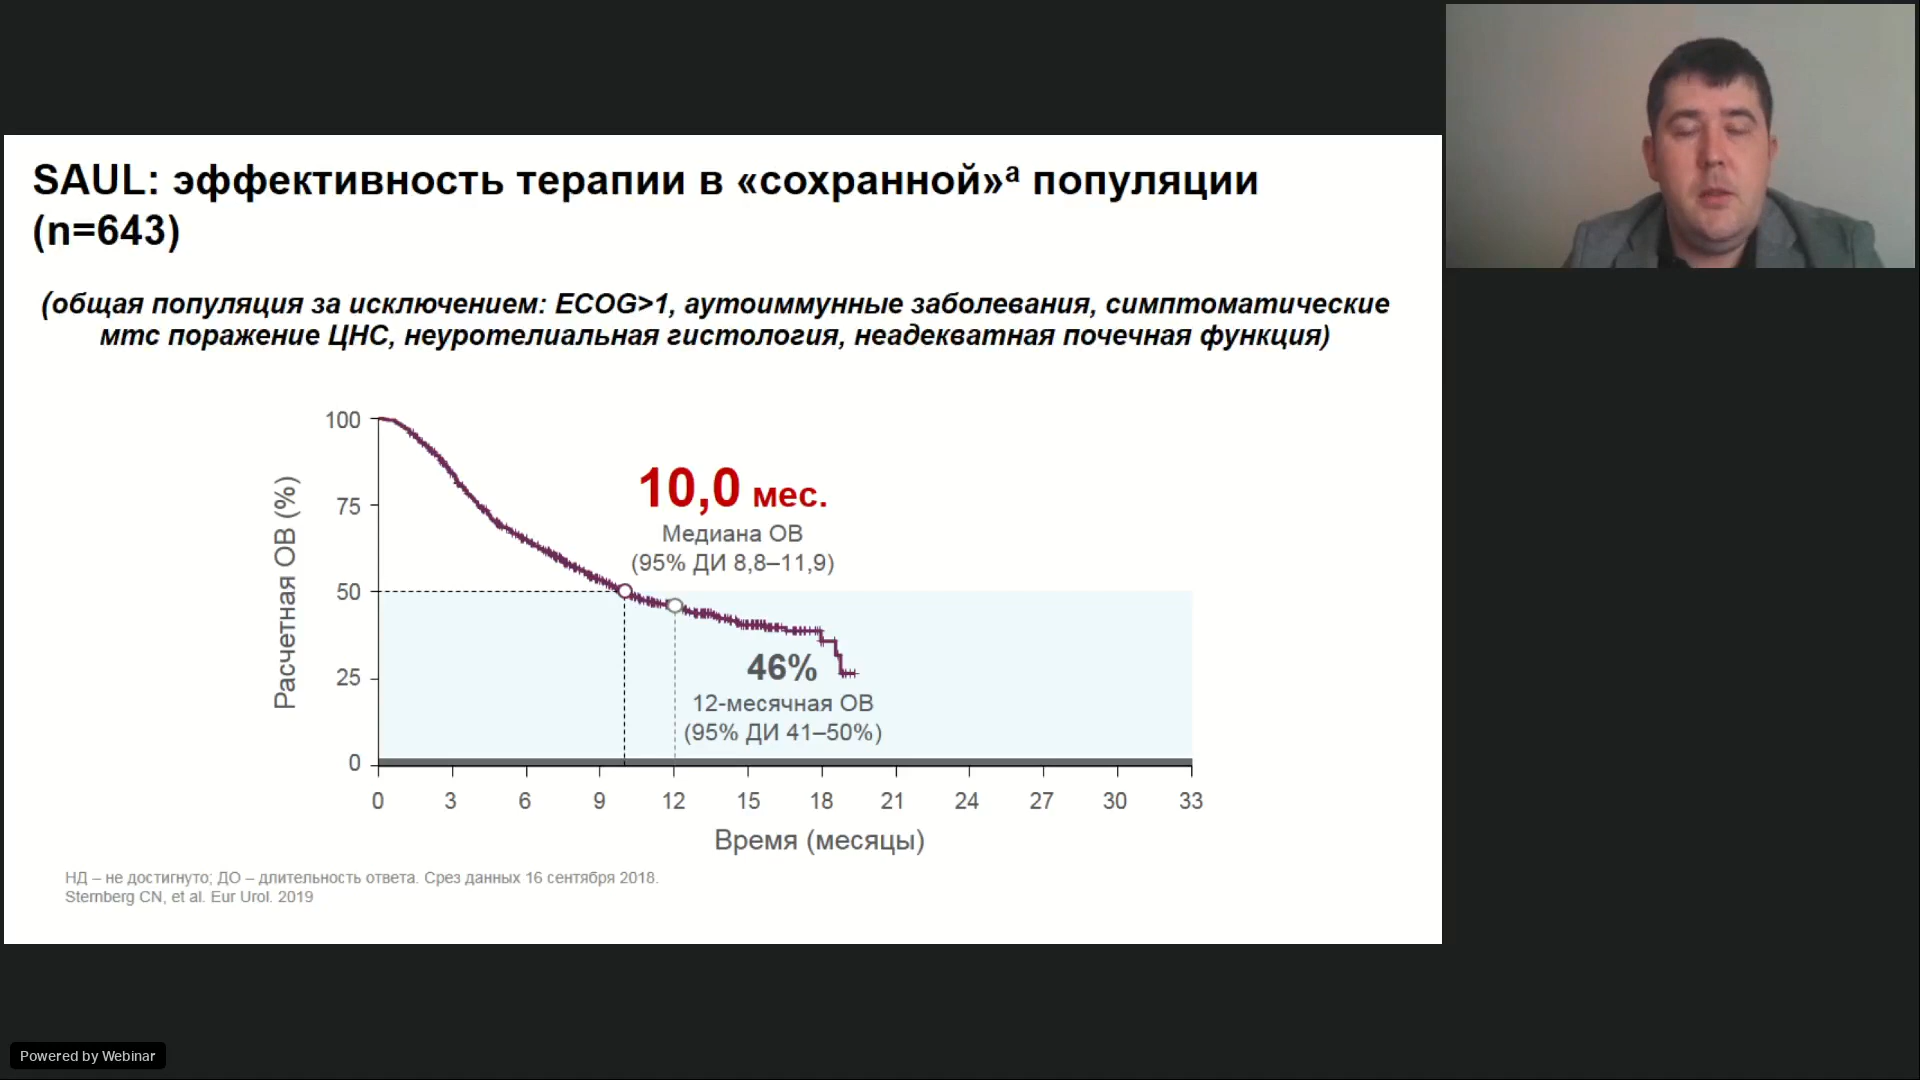 SAUL: эффективность терапии в «сохранной»ª популяции
(n=643)
(общая популяция за исключением: ECOG>1, аутоиммунные заболевания, симптоматические
мтс поражение ЦНС, неуротелиальная гистология, неадекватная почечная функция)
Расчетная ОВ (%)
100
75
50
25
0
10,0 мес.
Медиана ОВ
(95% ДИ 8,8–11,9)
46%
12-месячная ОВ
(95% ДИ 41–50%)
0 3 6 9 12 15 18 21 24 27 30 33
Время (месяцы)
НД – не достигнуто; ДО – длительность ответа. Срез данных 16 сентября 2018.
Sternberg CN, et al. Eur Urol. 2019
Powered by Webinar